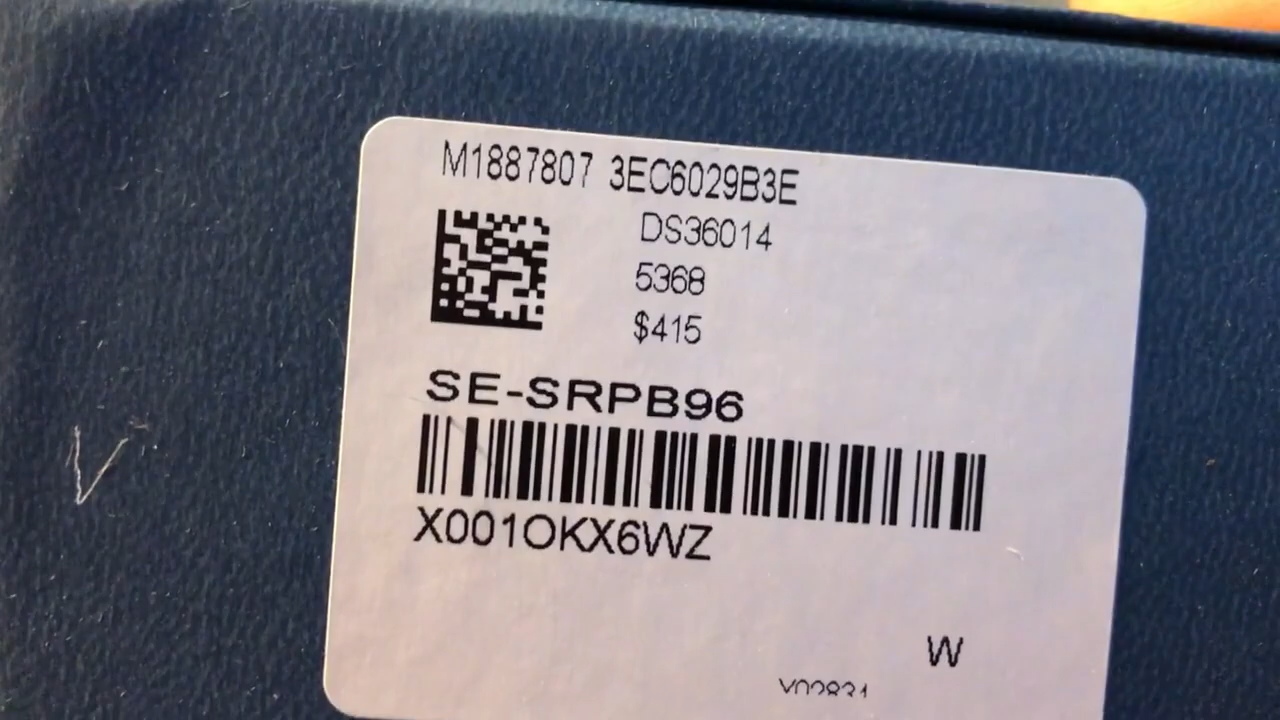 M1887807 3EC6029B3E
DS36014
5368
$415
SE-SRPB96
X001OKX6WZ
W